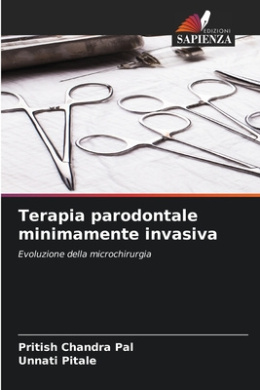 EDIZIONI
SAPIENZA
Terapia parodontale
minimamente invasiva
Evoluzione della microchirurgia
Pritish Chandra Pal
Unnati Pitale